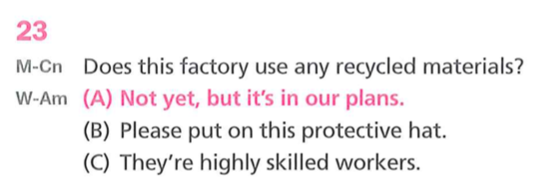 23
M-Cn Does this factory use any recycled materials?
W-Am (A) Not yet, but it's in our plans.
(B) Please put on this protective hat.
(C) They're highly skilled workers.